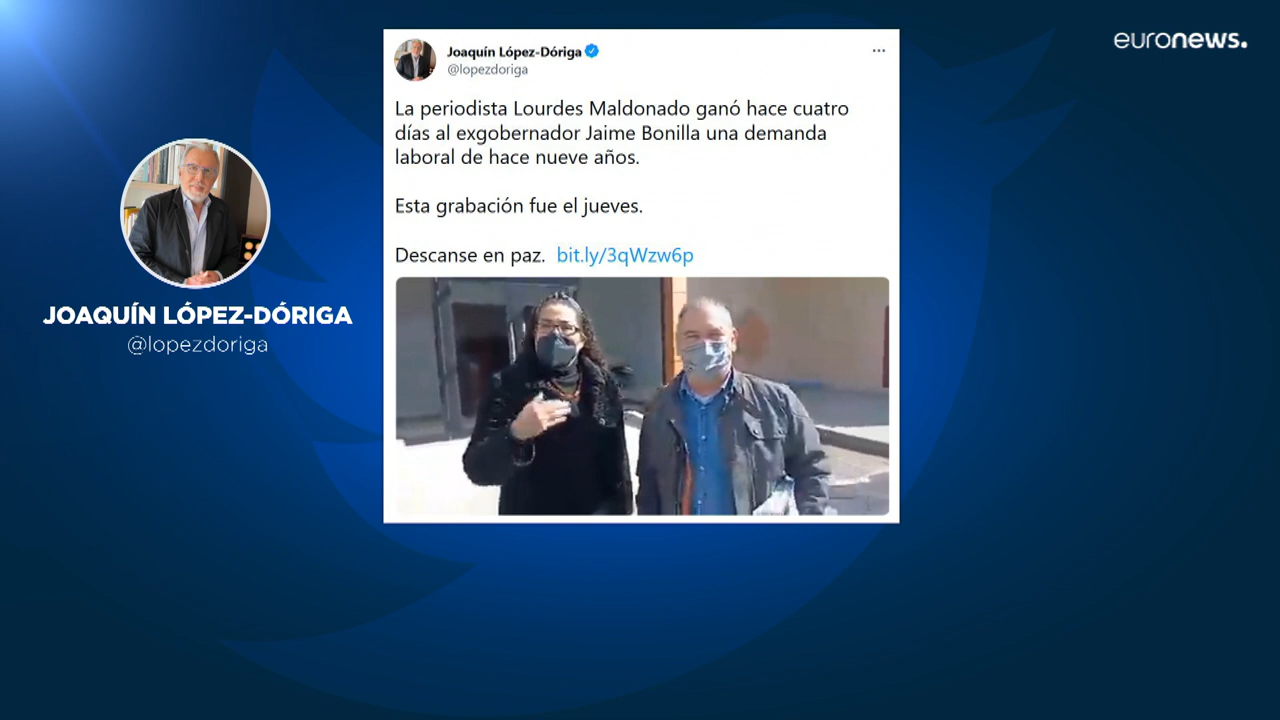 euronews.
Joaquín López-Dóriga
@lopezdoriga
La periodista Lourdes Maldonado ganó hace cuatro
días al exgobernador Jaime Bonilla una demanda
laboral de hace nueve años.
Esta grabación fue el jueves.
Descanse en paz. bit.ly/3qWzw6p
JOAQUÍN LÓPEZ-DÓRIGA
@lopezdoriga